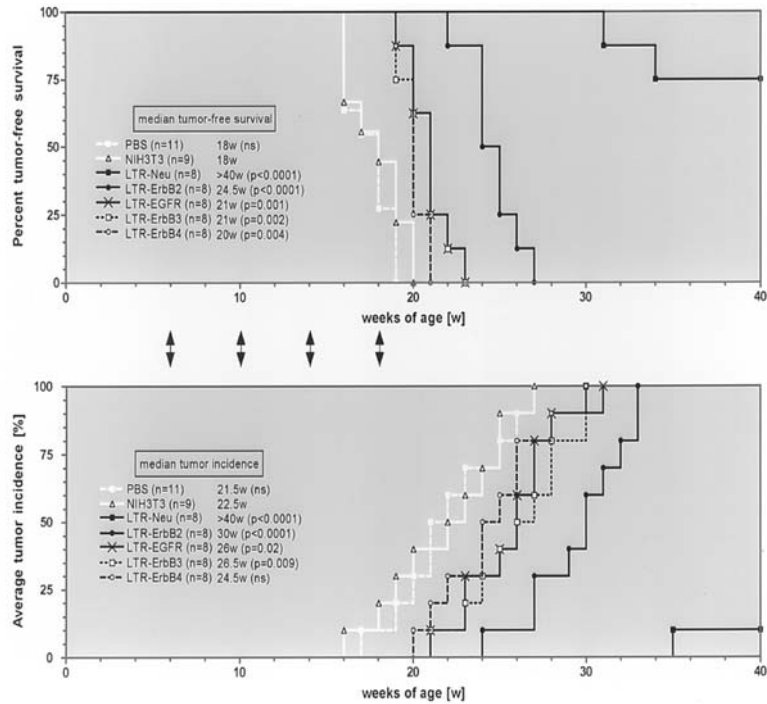 Percent tumor-free survival
100
75
50
25
0
median tumor-free survival
PBS (n=11) 18w (ns)
NIH3T3 (n=9) 18w
LTR-Neu (n=8) >40w (p<0.0001)
LTR-ErbB2 (n=8) 24.5w (p<0.0001)
LTR-EGFR (n=8) 21w (p=0.001)
LTR-ErbB3 (n=8) 21w (p=0.002)
LTR-ErbB4 (n=8) 20w (p=0.004)
0 10 20 30 40
weeks of age [w]
Average tumor incidence [%]
100
75
50
25
0
median tumor incidence
PBS (n=11) 21.5w (ns)
NIH3T3 (n=9) 22.5w
LTR-Neu (n=8) >40w (p<0.0001)
LTR-ErbB2 (n=8) 30w (p<0.0001)
LTR-EGFR (n=8) 26w (p=0.02)
LTR-ErbB3 (n=8) 26.5w (p=0.009)
LTR-ErbB4 (n=8) 24.5w (ns)
0 10 20 30 40
weeks of age [w]